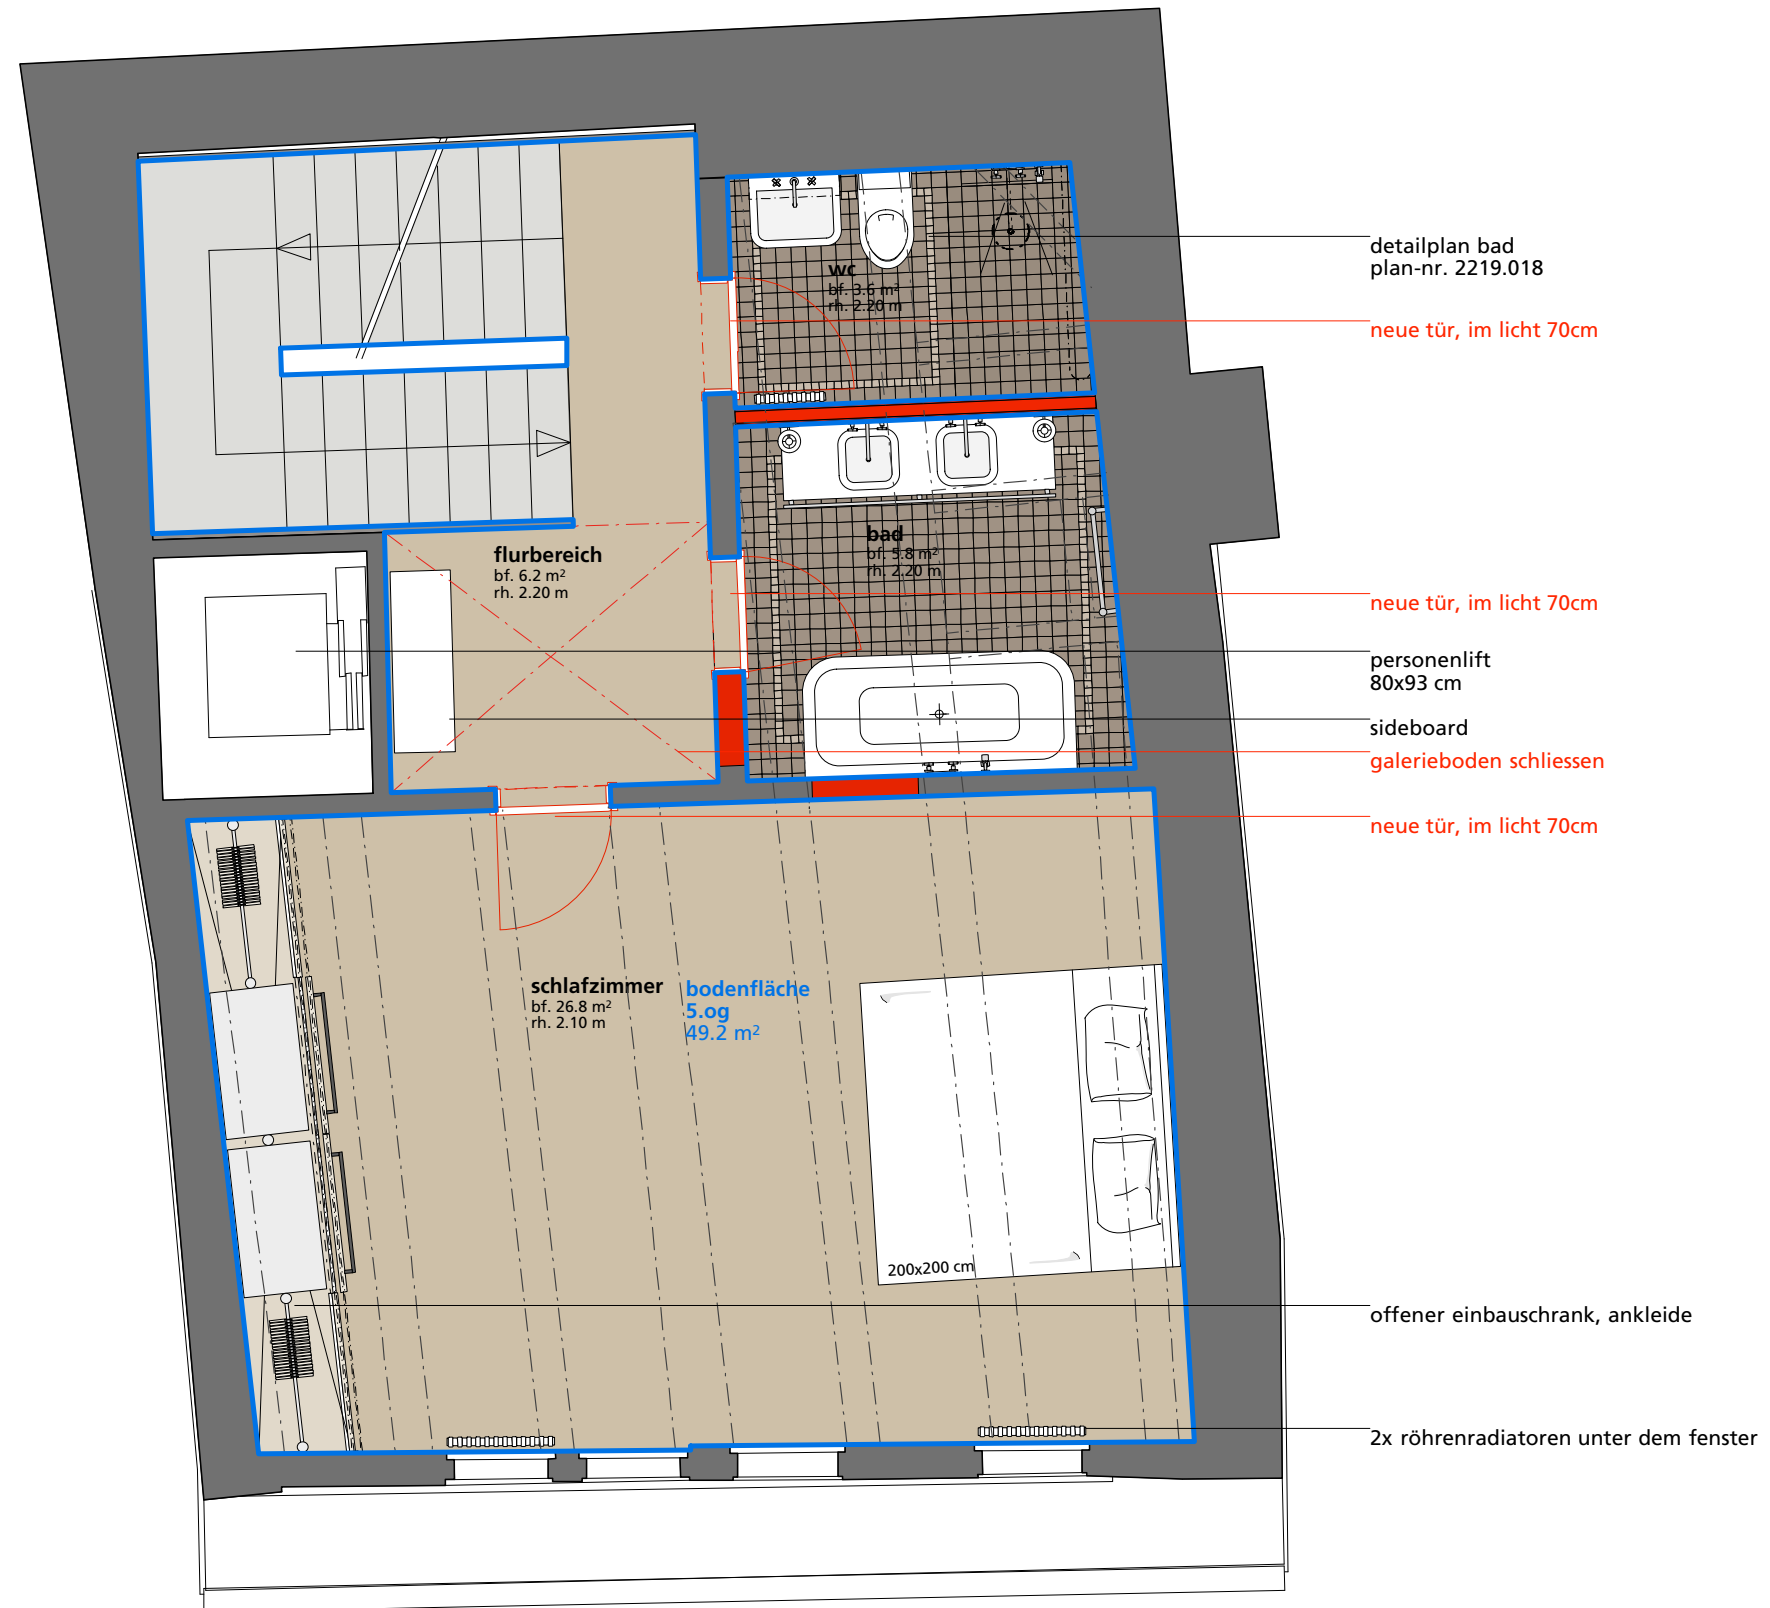 detailplan bad
plan-nr. 2219.018
wc
bf. 3.6 m²
rh. 2.20 m
neue tür, im licht 70cm
bad
bf. 5.8 m²
rh. 2.20 m
flurbereich
bf. 6.2 m²
rh. 2.20 m
neue tür, im licht 70cm
personenlift
80x93 cm
sideboard
galerieboden schliessen
neue tür, im licht 70cm
schlafzimmer
bf. 26.8 m²
rh. 2.10 m
bodenfläche
5.og
49.2 m²
200x200 cm
offener einbauschrank, ankleide
2x röhrenradiatoren unter dem fenster